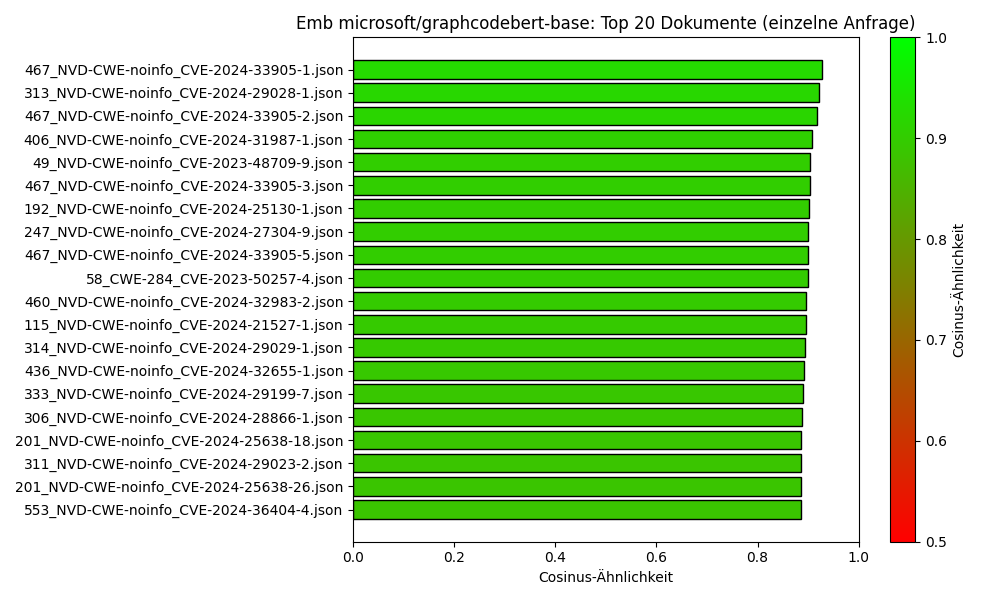 Emb microsoft/graphcodebert-base: Top 20 Dokumente (einzelne Anfrage)
467_NVD-CWE-noinfo_CVE-2024-33905-1.json
313_NVD-CWE-noinfo_CVE-2024-29028-1.json
467_NVD-CWE-noinfo_CVE-2024-33905-2.json
406_NVD-CWE-noinfo_CVE-2024-31987-1.json
49_NVD-CWE-noinfo_CVE-2023-48709-9.json
467_NVD-CWE-noinfo_CVE-2024-33905-3.json
192_NVD-CWE-noinfo_CVE-2024-25130-1.json
247_NVD-CWE-noinfo_CVE-2024-27304-9.json
467_NVD-CWE-noinfo_CVE-2024-33905-5.json
58_CWE-284_CVE-2023-50257-4.json
460_NVD-CWE-noinfo_CVE-2024-32983-2.json
115_NVD-CWE-noinfo_CVE-2024-21527-1.json
314_NVD-CWE-noinfo_CVE-2024-29029-1.json
436_NVD-CWE-noinfo_CVE-2024-32655-1.json
333_NVD-CWE-noinfo_CVE-2024-29199-7.json
306_NVD-CWE-noinfo_CVE-2024-28866-1.json
201_NVD-CWE-noinfo_CVE-2024-25638-18.json
311_NVD-CWE-noinfo_CVE-2024-29023-2.json
201_NVD-CWE-noinfo_CVE-2024-25638-26.json
553_NVD-CWE-noinfo_CVE-2024-36404-4.json
0.0 0.2 0.4 0.6 0.8 1.0
Cosinus-Ähnlichkeit
1.0
0.9
0.8
0.7
0.6
0.5
Cosinus-Ähnlichkeit